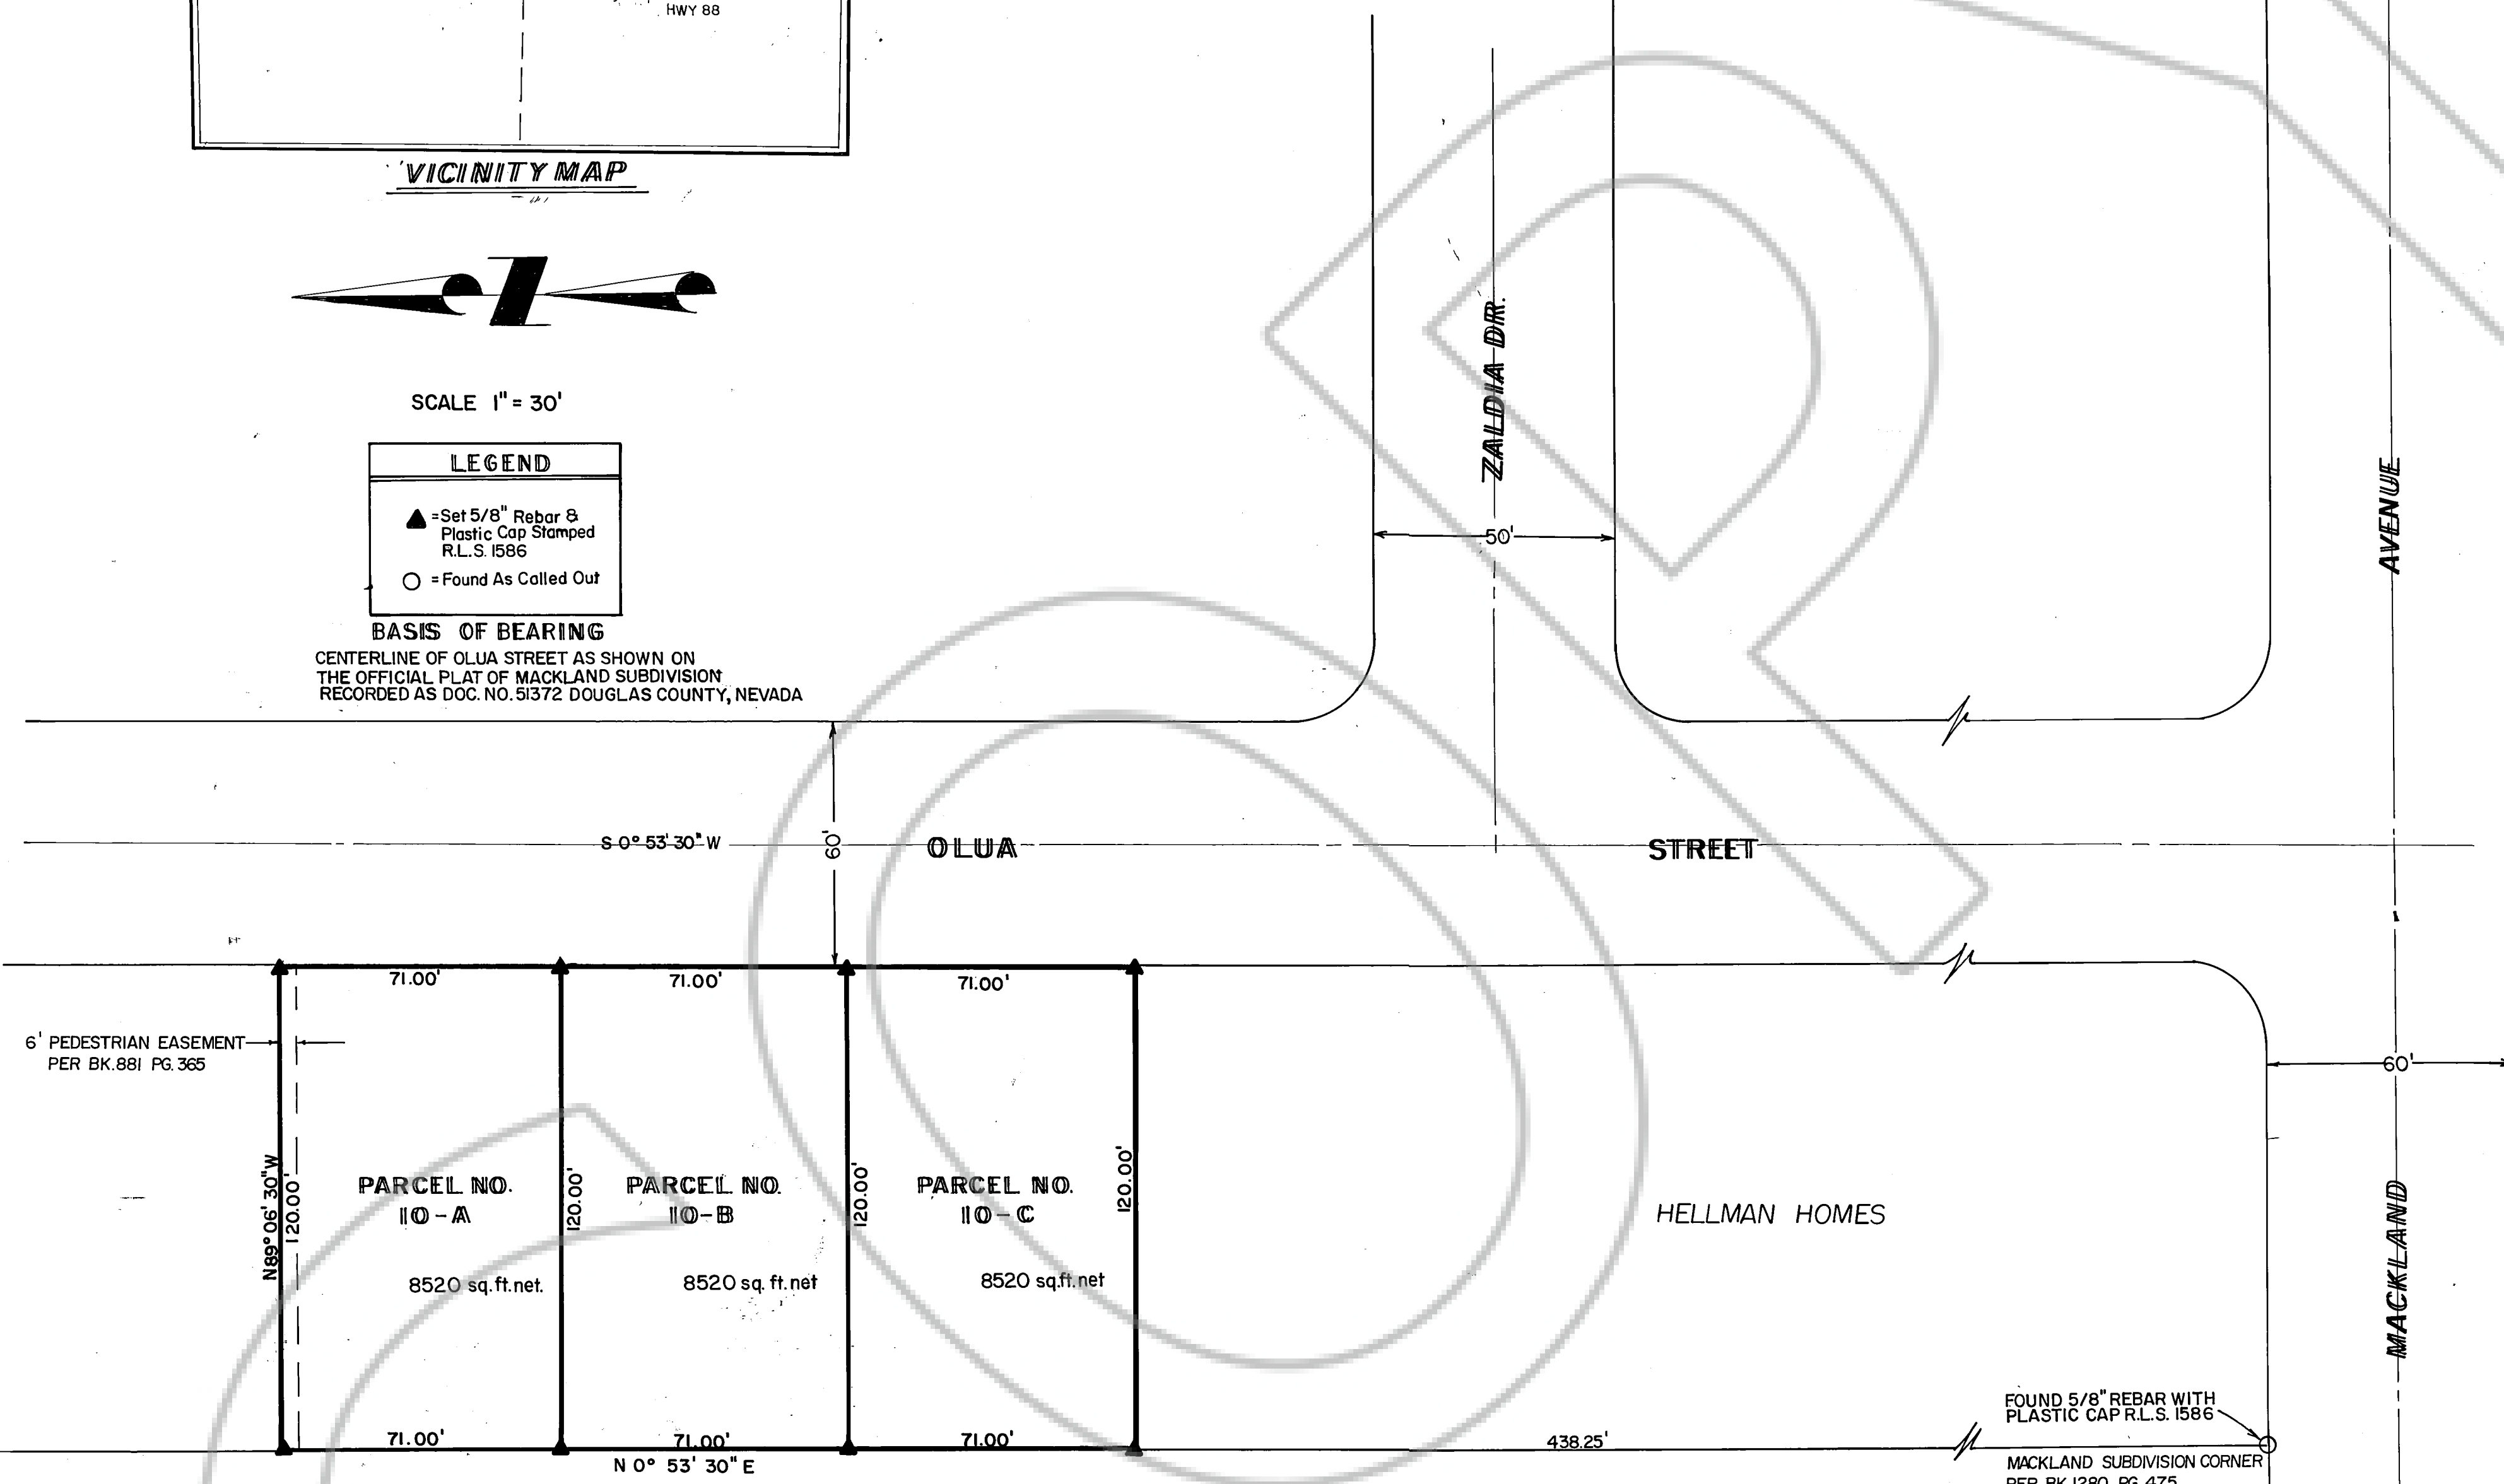 HWY 88
VICINITY MAP
SCALE 1" = 30'
LEGEND
=Set 5/8" Rebar &
Plastic Cap Stamped
R.L.S. 1586
= Found As Called Out
BASIS OF BEARING
CENTERLINE OF OLUA STREET AS SHOWN ON
THE OFFICIAL PLAT OF MACKLAND SUBDIVISION
RECORDED AS DOC. NO. 51372 DOUGLAS COUNTY, NEVADA
ZALDIA DR.
50'
AVENUE
S 0° 53' 30" W
60'
OLUA
STREET
71.00'
71.00'
71.00'
6' PEDESTRIAN EASEMENT
PER BK. 881 PG. 365
60'
N89° 06' 30" W
120.00'
120.00'
120.00'
120.00'
PARCEL NO.
10-A
8520 sq. ft. net.
PARCEL NO.
10-B
8520 sq. ft. net
PARCEL NO.
10-C
8520 sq. ft. net
HELLMAN HOMES
MACKLAND
71.00'
71.00'
71.00'
438.25'
N 0° 53' 30" E
FOUND 5/8" REBAR WITH
PLASTIC CAP R.L.S. 1586
MACKLAND SUBDIVISION CORNER
PER BK. 1280 PG. 475